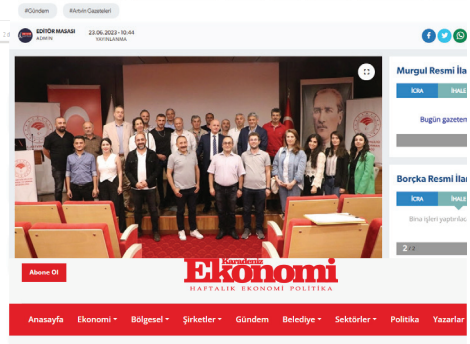 #Gündem #Artvin Gazeteleri
EDİTÖR MASASI
ADMIN
23.06.2023 - 10:44
YAYINLANMA
Murgul Resmi İla
İCRA İHALE
Bugün gazeten
Borçka Resmi İlan
İCRA İHALE
Bina işleri yaptırılac
2 / 2
Abone Ol
Karadeniz
Ekonomi
HAFTALIK EKONOMİ POLİTİKA
Anasayfa Ekonomi Bölgesel Şirketler Gündem Belediye Sektörler Politika Yazarlar